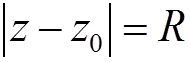 |z − z₀| = R